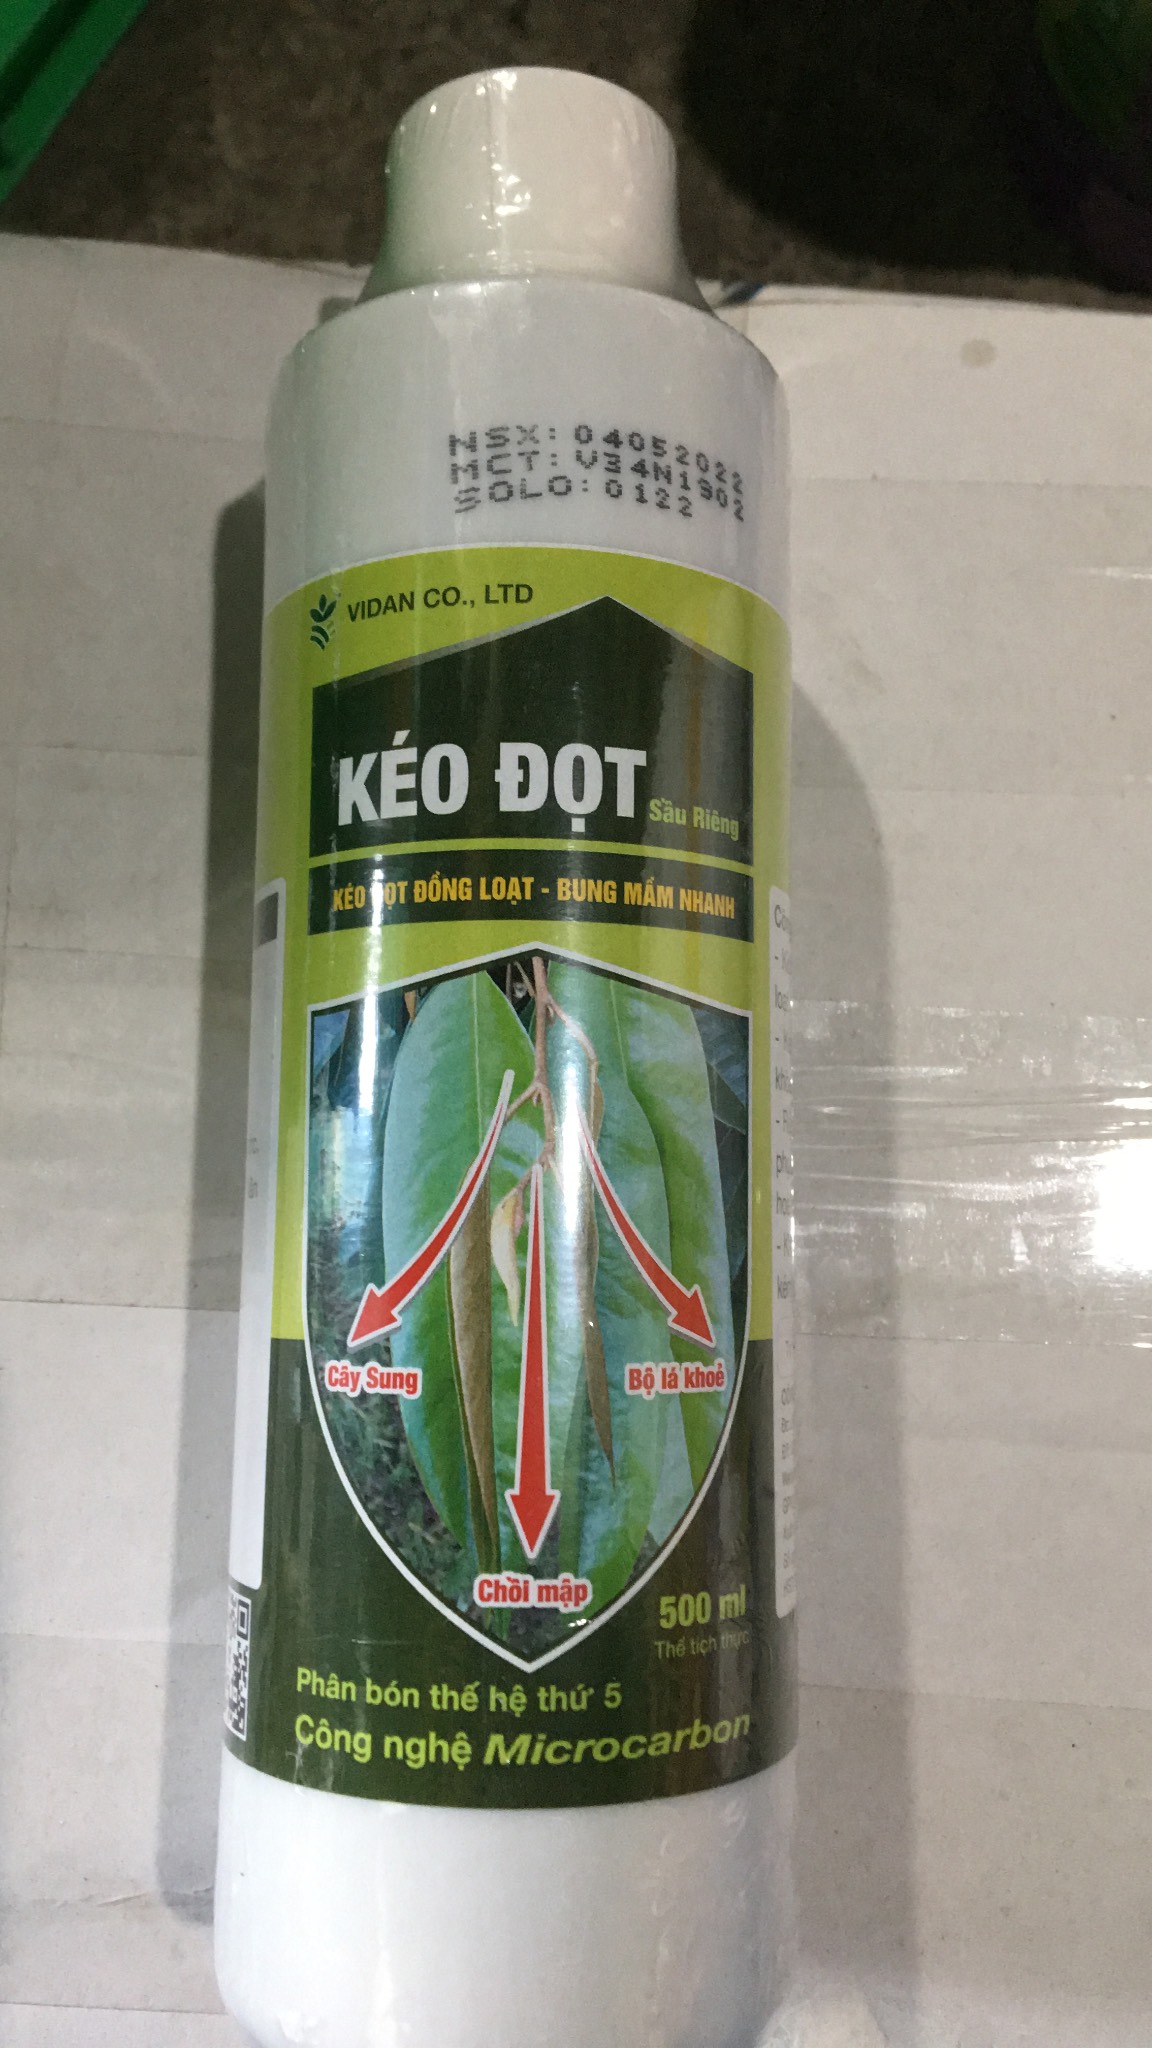 NSX: 04052022
MCT: V34N1902
SOLO: 0122
VIDAN CO., LTD
KÉO ĐỌT
Sầu Riêng
KÉO ĐỌT ĐỒNG LOẠT - BUNG MẦM NHANH
Cây Sung
Bộ lá khoẻ
Chồi mập
500 ml
Thể tích thực
Phân bón thế hệ thứ 5
Công nghệ Microcarbon